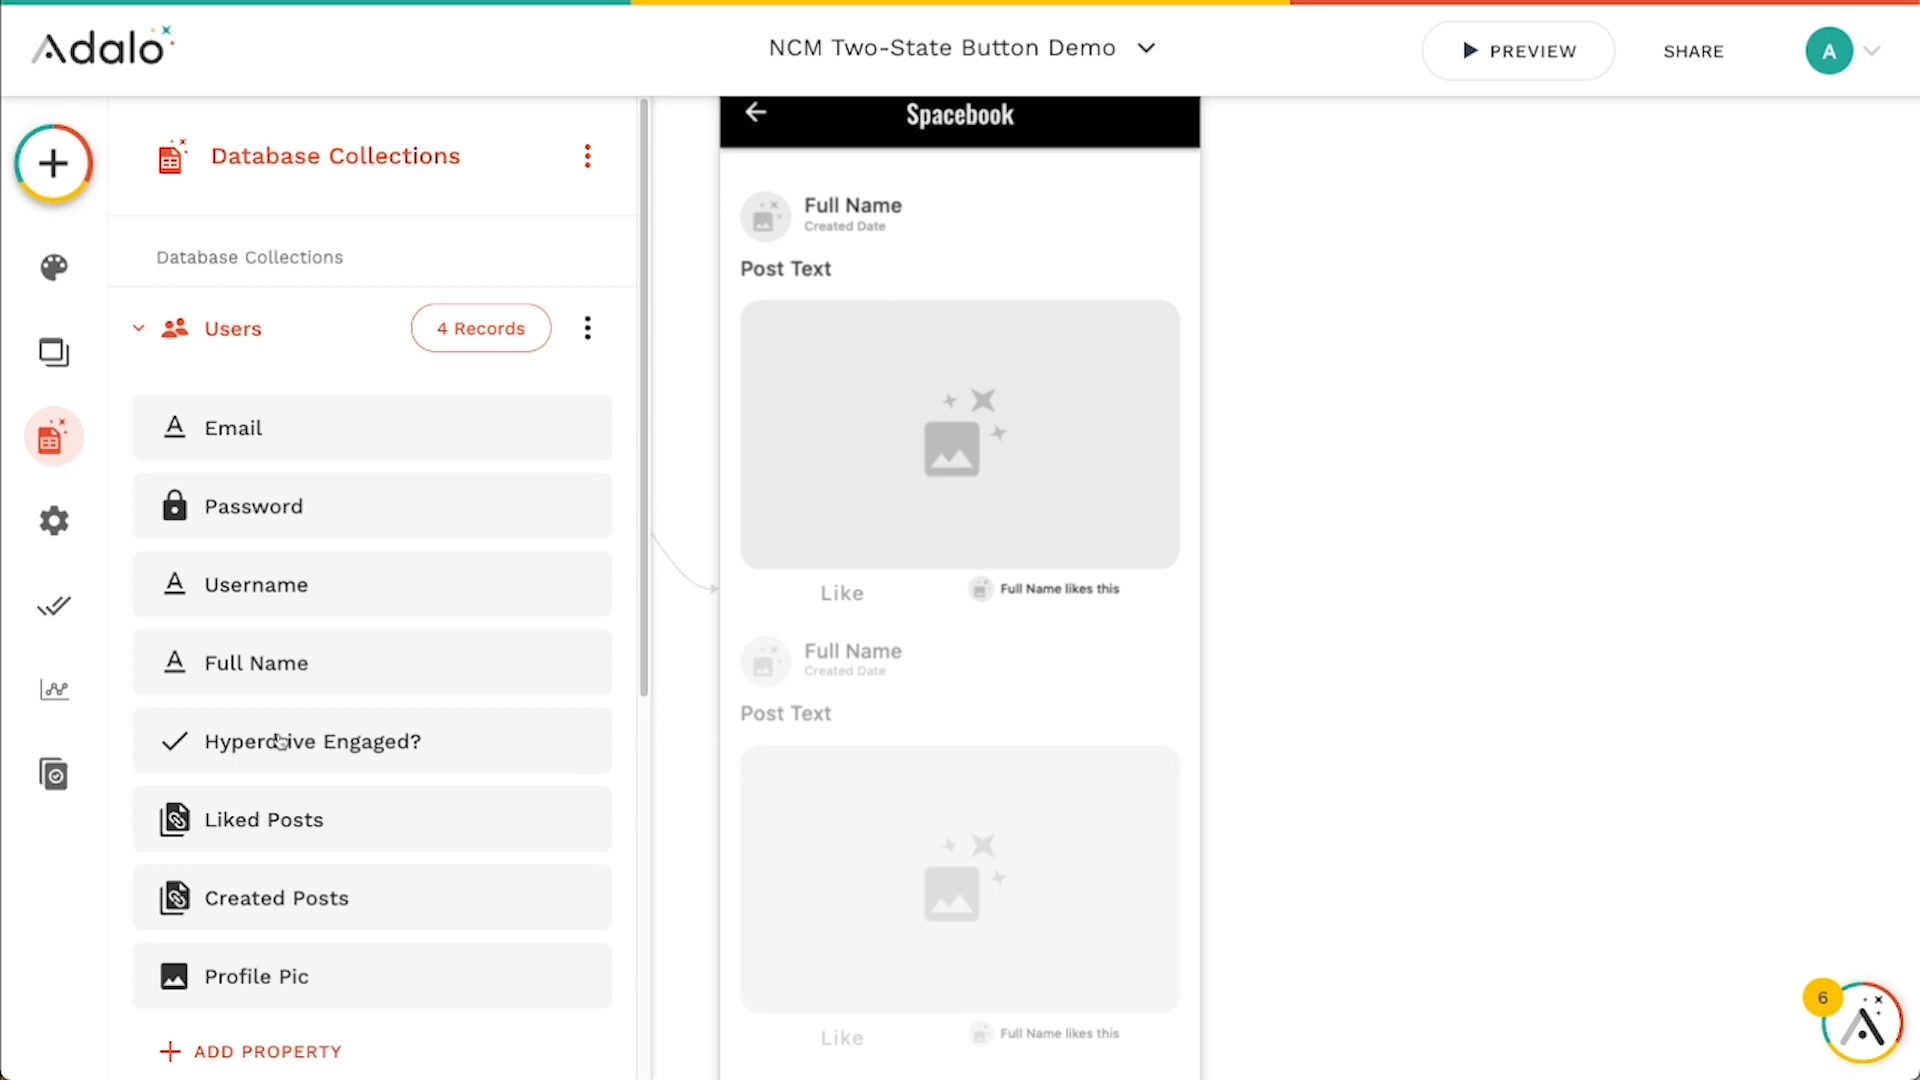 Adalo
NCM Two-State Button Demo
PREVIEW
SHARE
A
Database Collections
Database Collections
Users
4 Records
Email
Password
Username
Full Name
Hyperdrive Engaged?
Liked Posts
Created Posts
Profile Pic
ADD PROPERTY
Spacebook
Full Name
Created Date
Post Text
Like
Full Name likes this
Full Name
Created Date
Post Text
Like
Full Name likes this
6